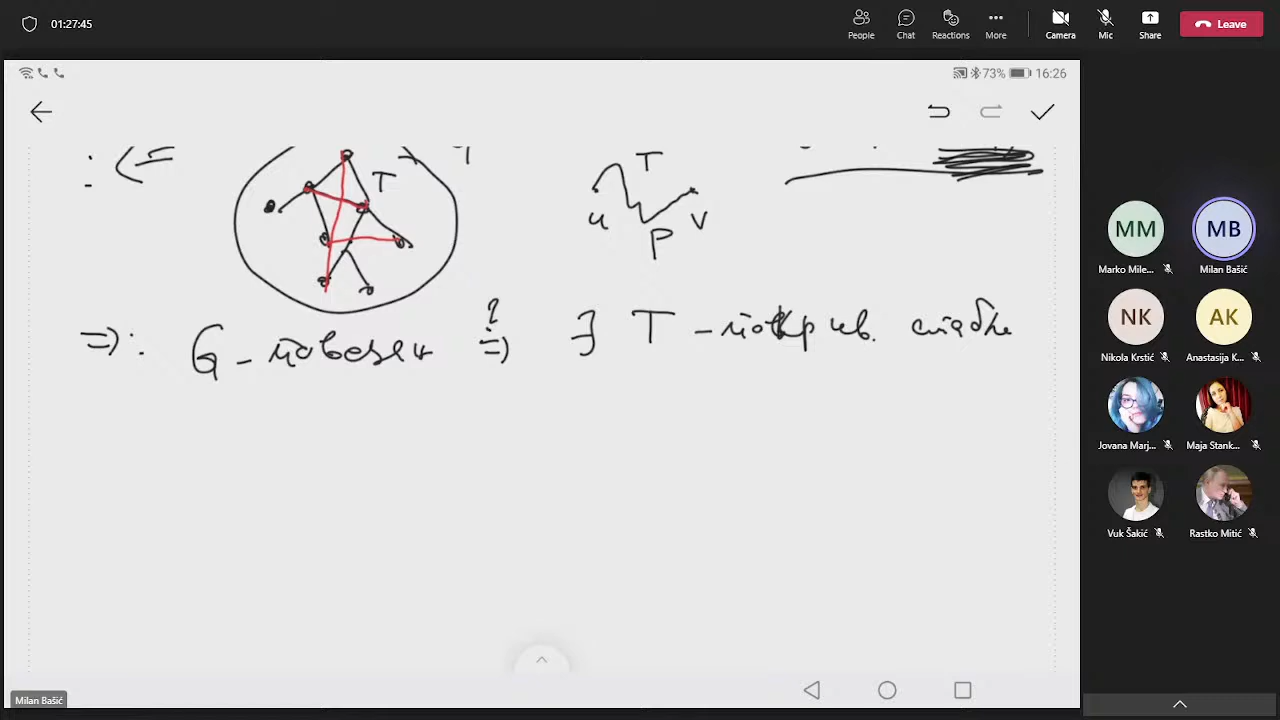 01:27:45
People
Chat
Reactions
More
Camera
Mic
Share
Leave
73% 16:26
: (=
T
T
u
v
P
=>: G - повезан ?=> ∃ T - покрив. стабло
MM
Marko Mile...
MB
Milan Bašić
NK
Nikola Krstić
AK
Anastasija K...
Jovana Marj...
Maja Stank...
Vuk Šakić
Rastko Mitić
Milan Bašić